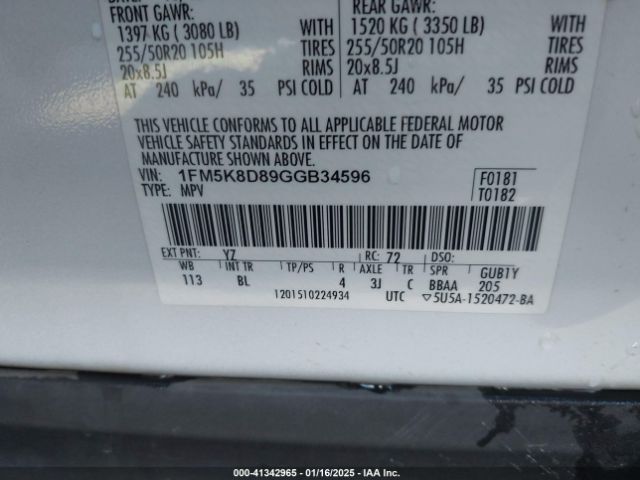 FRONT GAWR:
1397 KG ( 3080 LB) WITH
255/50R20 105H TIRES
20x8.5J RIMS
AT 240 kPa/ 35 PSI COLD
REAR GAWR:
1520 KG ( 3350 LB) WITH
255/50R20 105H TIRES
20x8.5J RIMS
AT 240 kPa/ 35 PSI COLD
THIS VEHICLE CONFORMS TO ALL APPLICABLE FEDERAL MOTOR
VEHICLE SAFETY STANDARDS IN EFFECT ON THE DATE OF
MANUFACTURE SHOWN ABOVE.
VIN: 1FM5K8D89GGB34596
TYPE: MPV
F0181
T0182
EXT PNT: YZ RC: 72 DSO:
WB INT TR TP/PS R AXLE TR SPR GUB1Y
113 BL 4 3J C BBAA 205
1201510224934 UTC ▽5U5A-1520472-BA
000-41342965 - 01/16/2025 - IAA Inc.